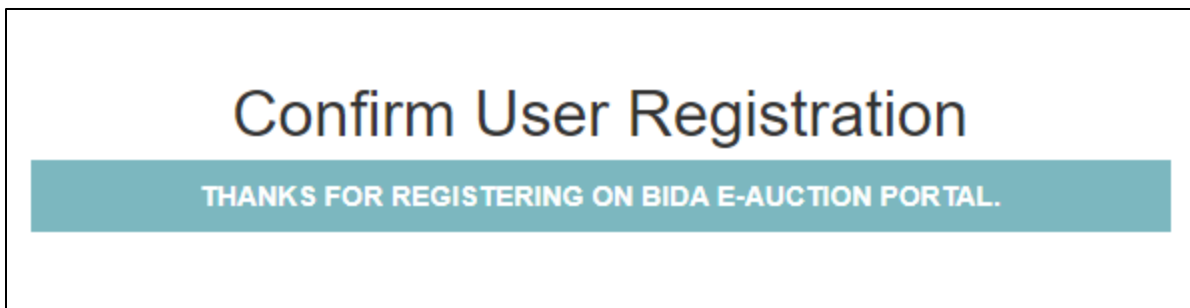 Confirm User Registration
THANKS FOR REGISTERING ON BIDA E-AUCTION PORTAL.